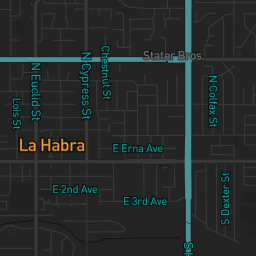 Stater Bros.
N Euclid St
N Cypress St
Chestnut St
N Colfax St
Lois St
La Habra
E Erna Ave
E 2nd Ave
E 3rd Ave
S Dexter St